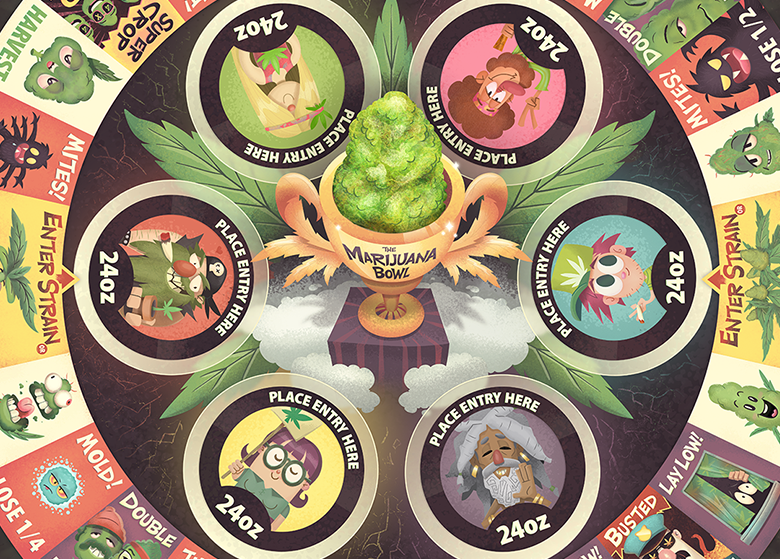 HARVEST
SUPER
CROP
24oz
PLACE ENTRY HERE
24oz
PLACE ENTRY HERE
DOUBLE
LOSE 1/2
MITES!
MITES!
ENTER STRAIN
24oz
PLACE ENTRY HERE
THE
MARIJUANA
BOWL
PLACE ENTRY HERE
24oz
ENTER STRAIN
MOLD!
LOSE 1/4
DOUBLE
PLACE ENTRY HERE
24oz
PLACE ENTRY HERE
24oz
LAY LOW!
BUSTED